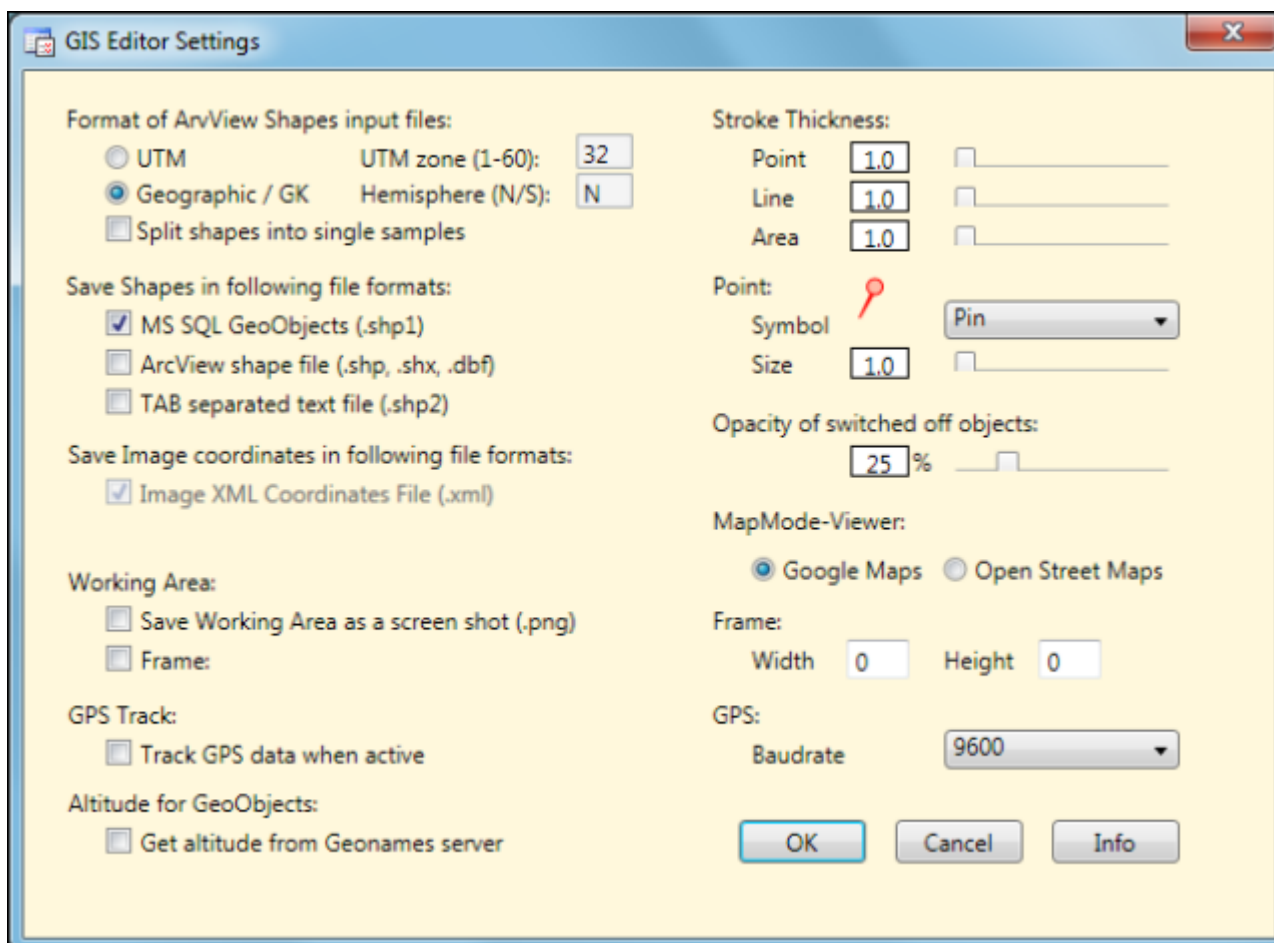 GIS Editor Settings
Format of ArvView Shapes input files:
UTM UTM zone (1-60): 32
Geographic / GK Hemisphere (N/S): N
Split shapes into single samples
Save Shapes in following file formats:
MS SQL GeoObjects (.shp1)
ArcView shape file (.shp, .shx, .dbf)
TAB separated text file (.shp2)
Save Image coordinates in following file formats:
Image XML Coordinates File (.xml)
Working Area:
Save Working Area as a screen shot (.png)
Frame:
GPS Track:
Track GPS data when active
Altitude for GeoObjects:
Get altitude from Geonames server
Stroke Thickness:
Point 1.0
Line 1.0
Area 1.0
Point:
Symbol Pin
Size 1.0
Opacity of switched off objects:
25 %
MapMode-Viewer:
Google Maps Open Street Maps
Frame:
Width 0 Height 0
GPS:
Baudrate 9600
OK Cancel Info